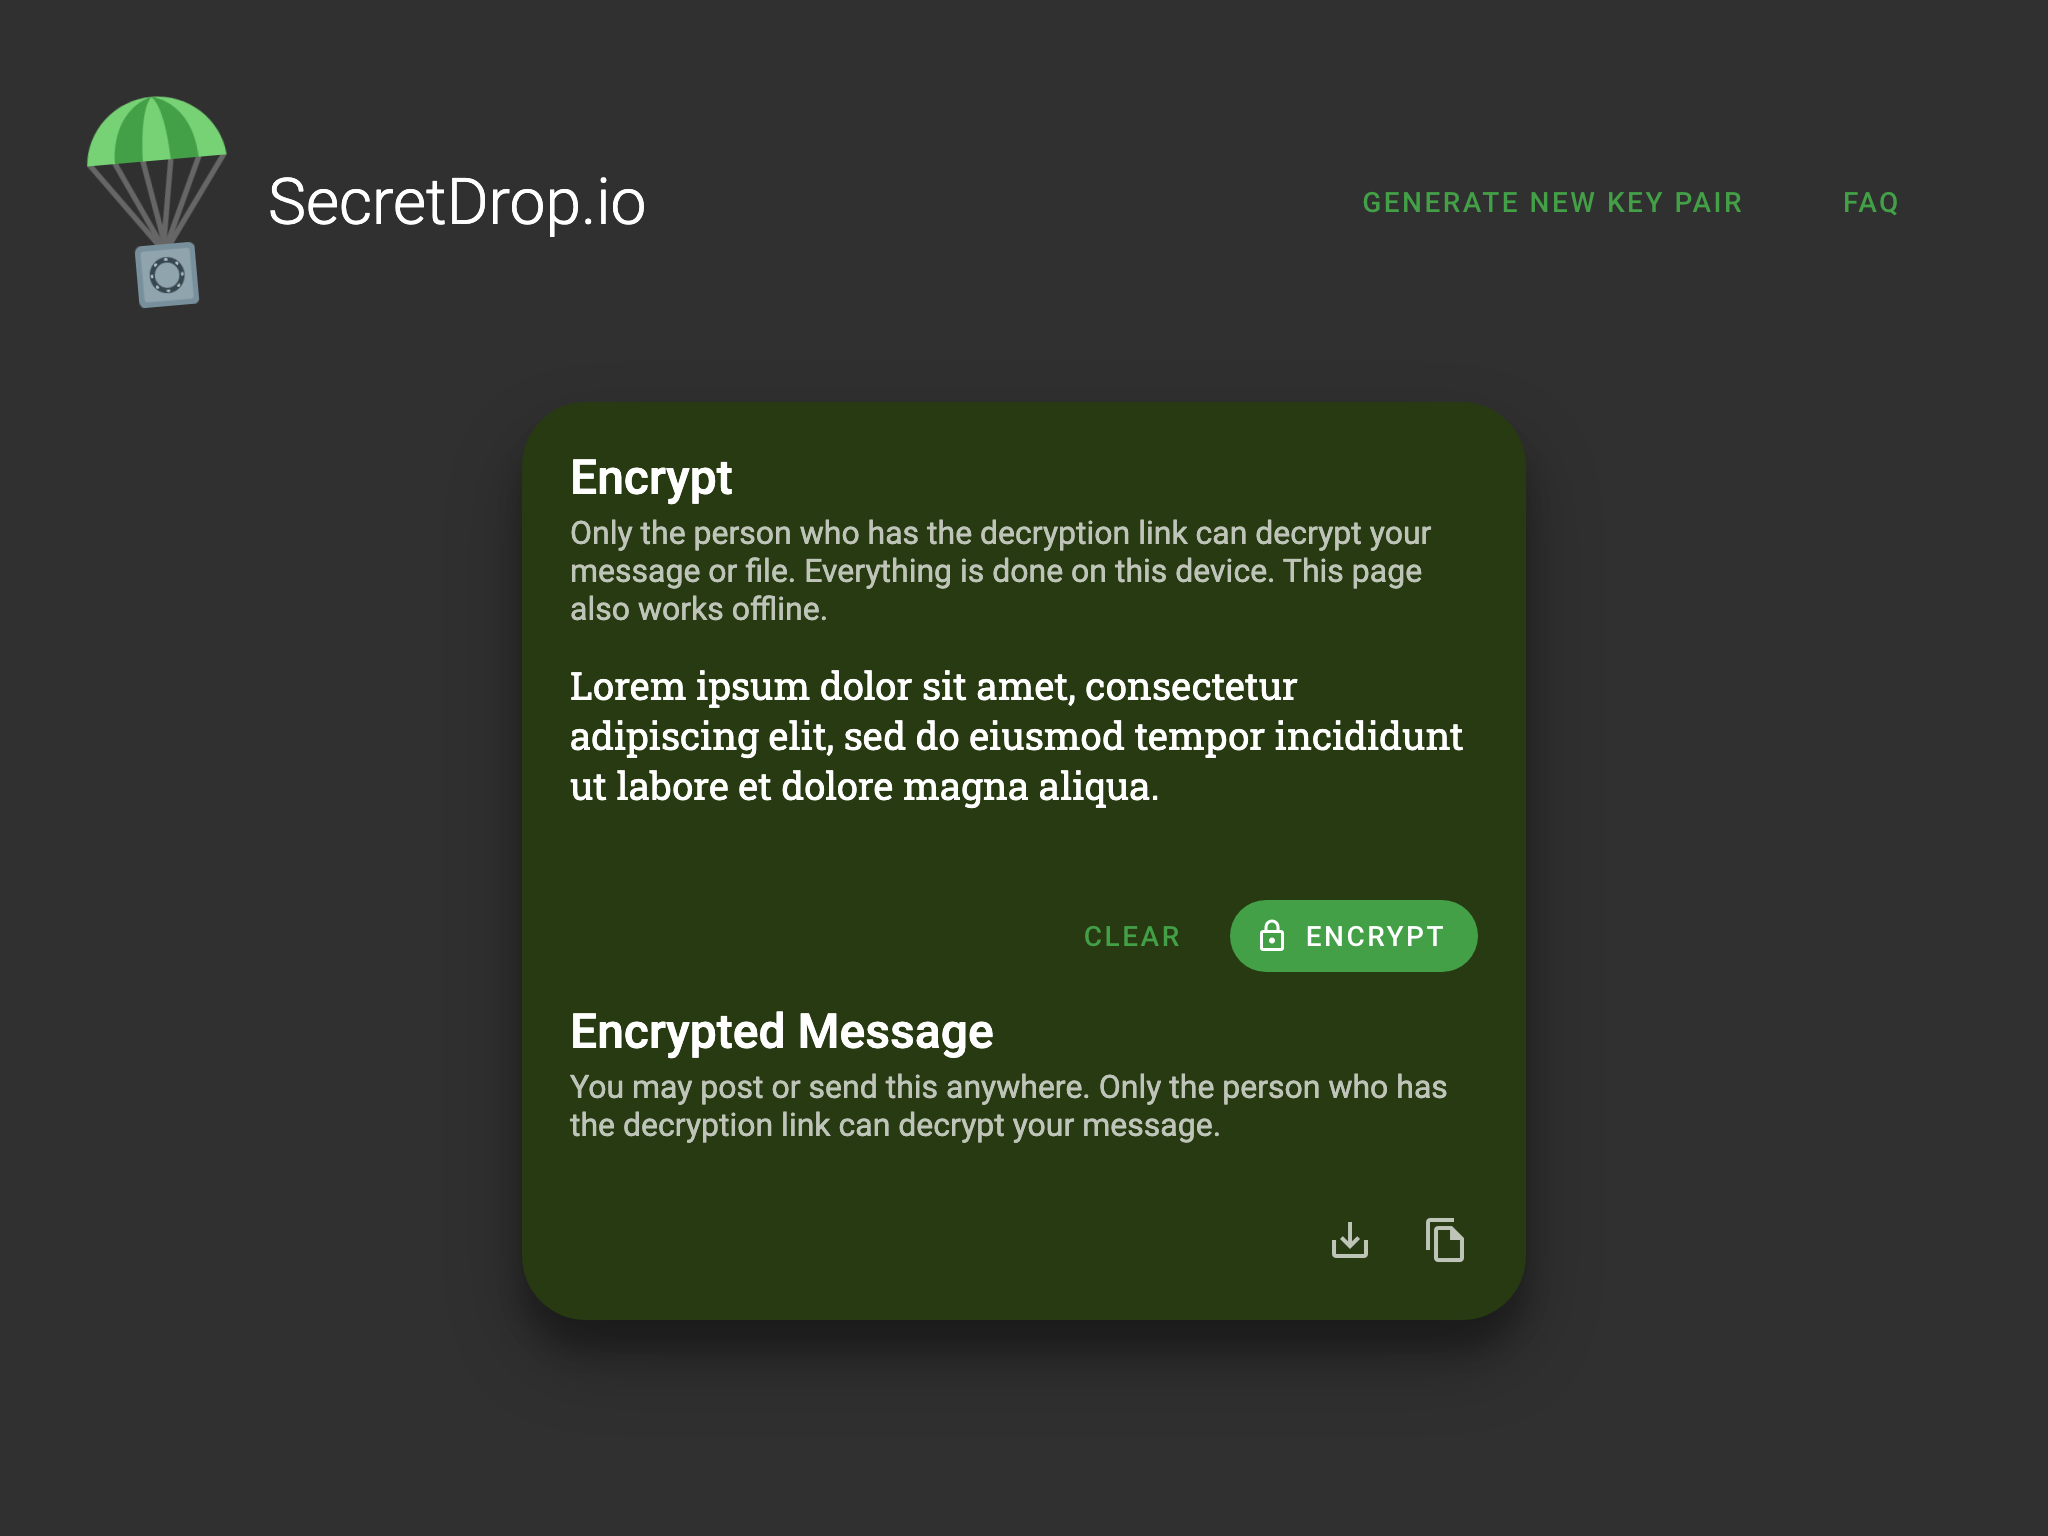 SecretDrop.io
GENERATE NEW KEY PAIR
FAQ
Encrypt
Only the person who has the decryption link can decrypt your
message or file. Everything is done on this device. This page
also works offline.
Lorem ipsum dolor sit amet, consectetur
adipiscing elit, sed do eiusmod tempor incididunt
ut labore et dolore magna aliqua.
CLEAR
ENCRYPT
Encrypted Message
You may post or send this anywhere. Only the person who has
the decryption link can decrypt your message.